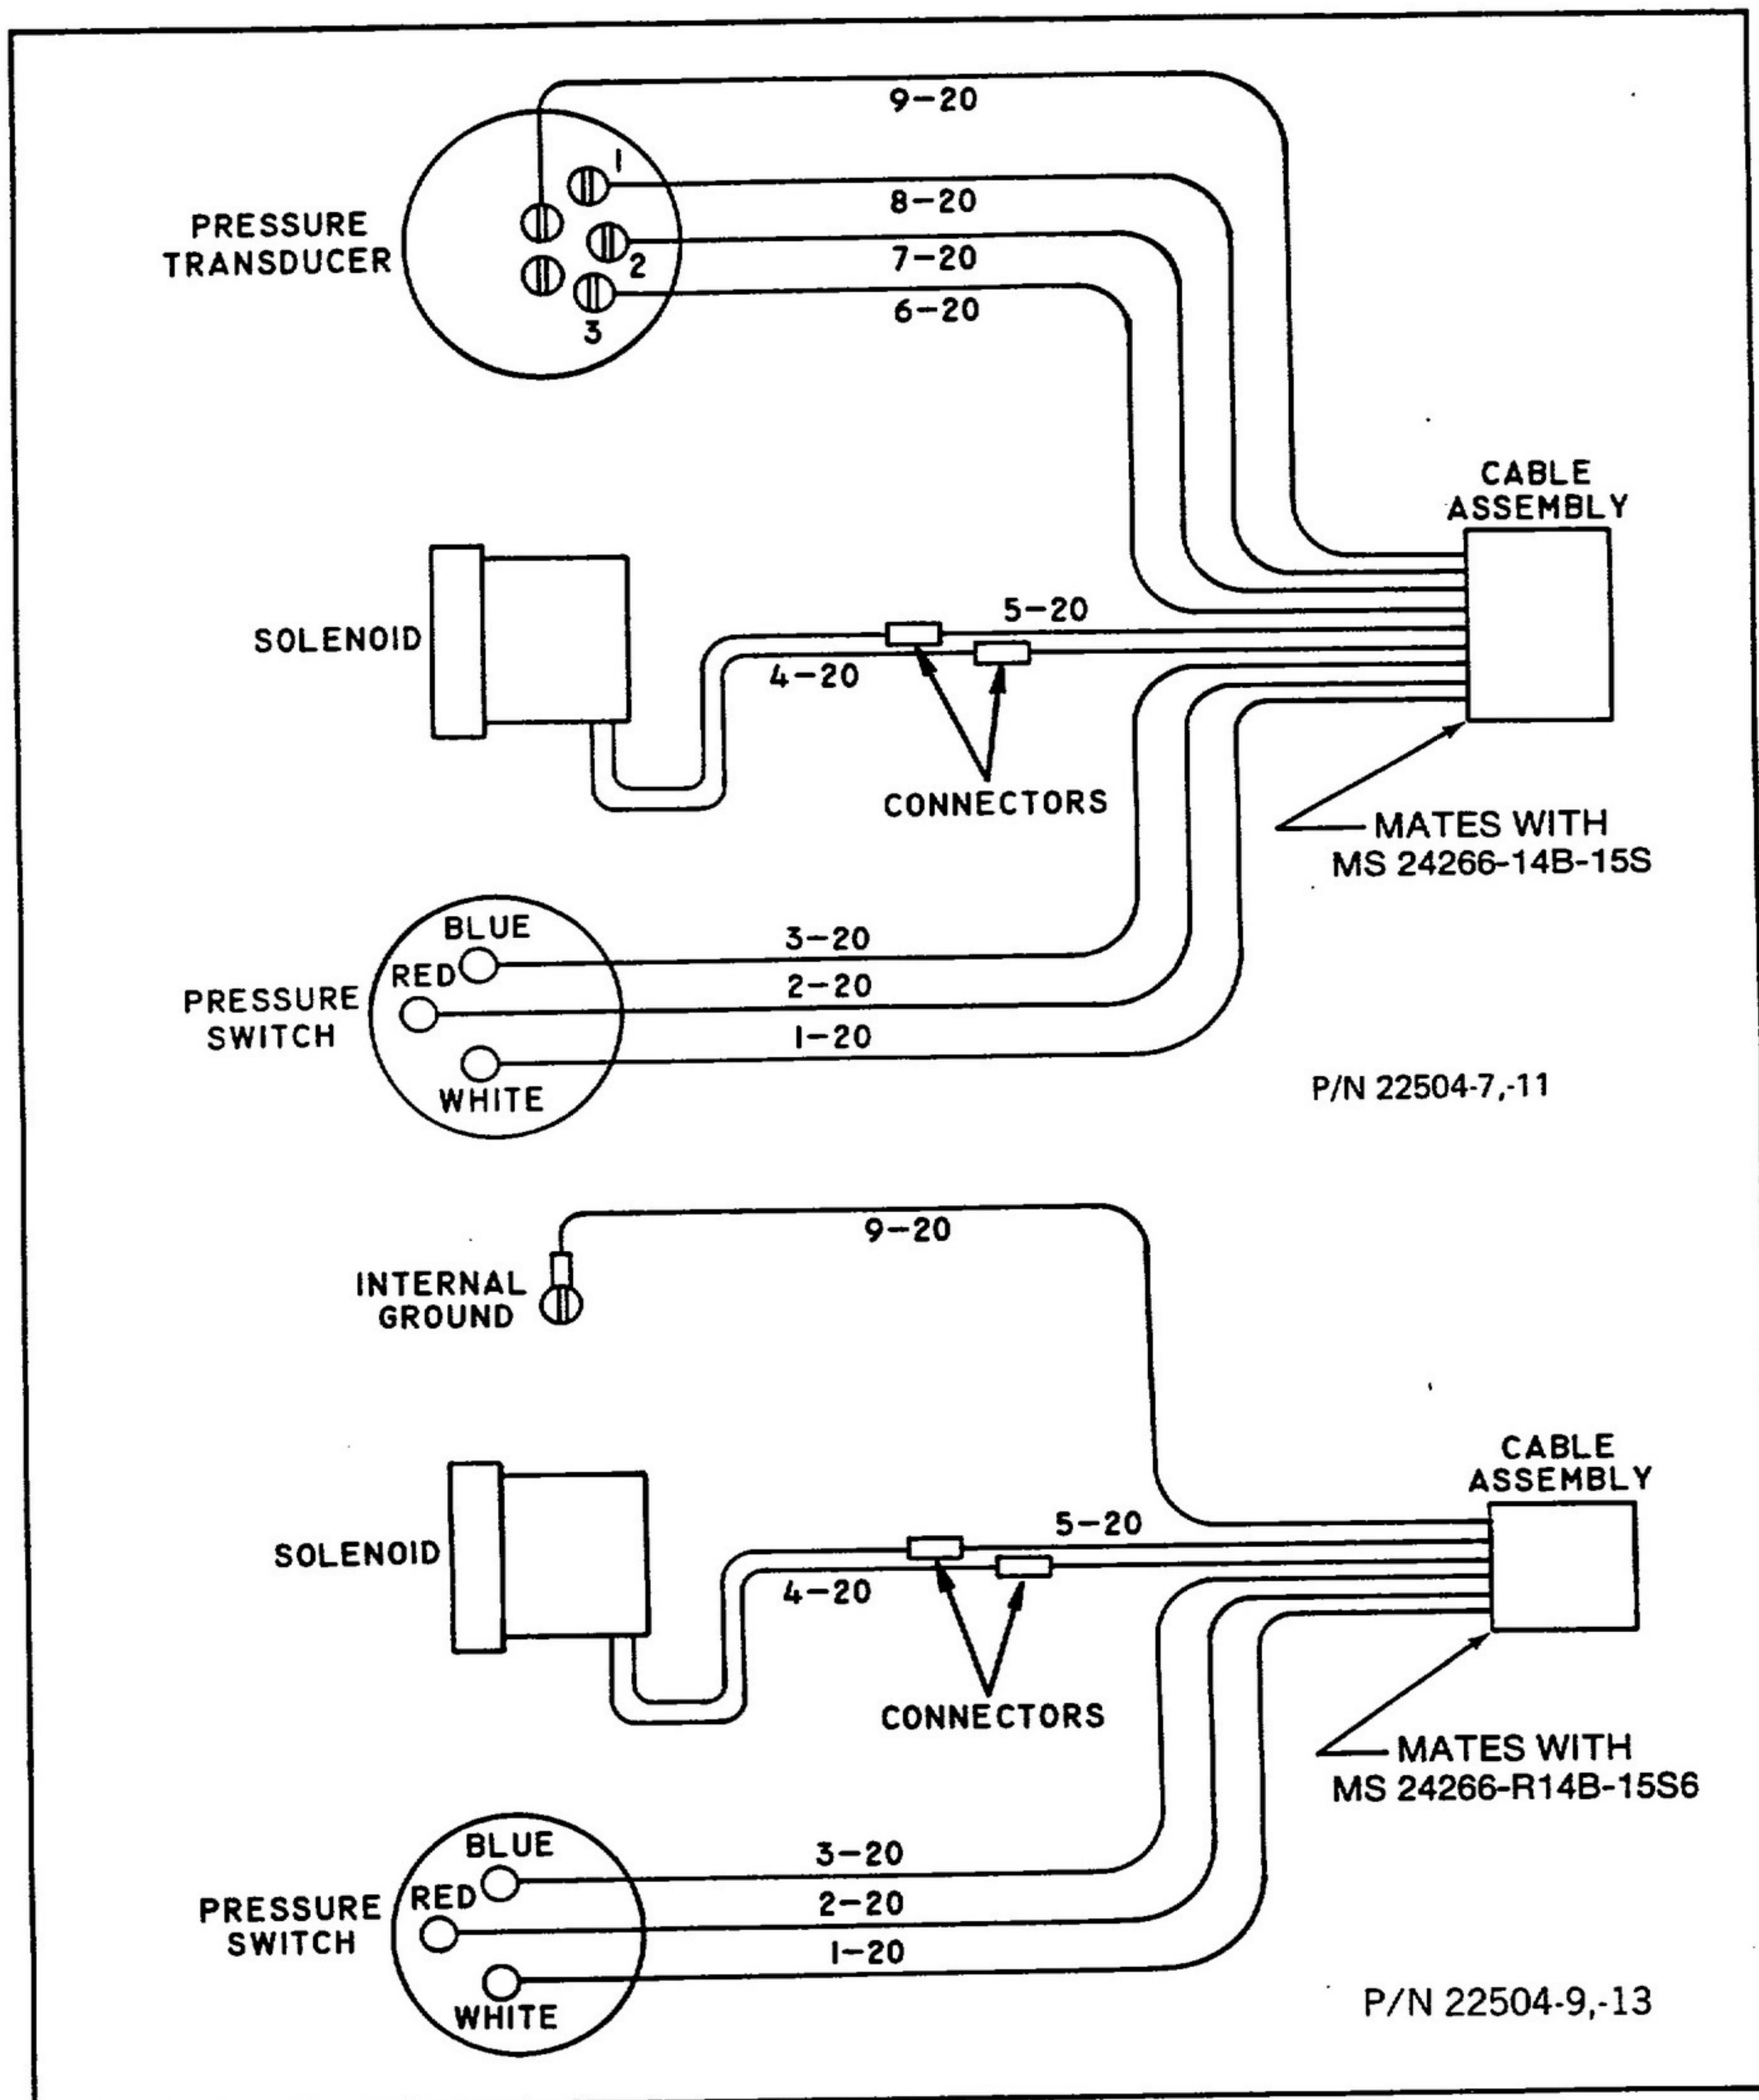 9-20
1
8-20
PRESSURE
TRANSDUCER
2
7-20
3
6-20
CABLE
ASSEMBLY
SOLENOID
5-20
4-20
CONNECTORS
MATES WITH
MS 24266-14B-15S
BLUE
RED
PRESSURE
SWITCH
WHITE
3-20
2-20
1-20
P/N 22504-7,-11
9-20
INTERNAL
GROUND
CABLE
ASSEMBLY
SOLENOID
5-20
4-20
CONNECTORS
MATES WITH
MS 24266-R14B-15S6
BLUE
RED
PRESSURE
SWITCH
WHITE
3-20
2-20
1-20
P/N 22504-9,-13